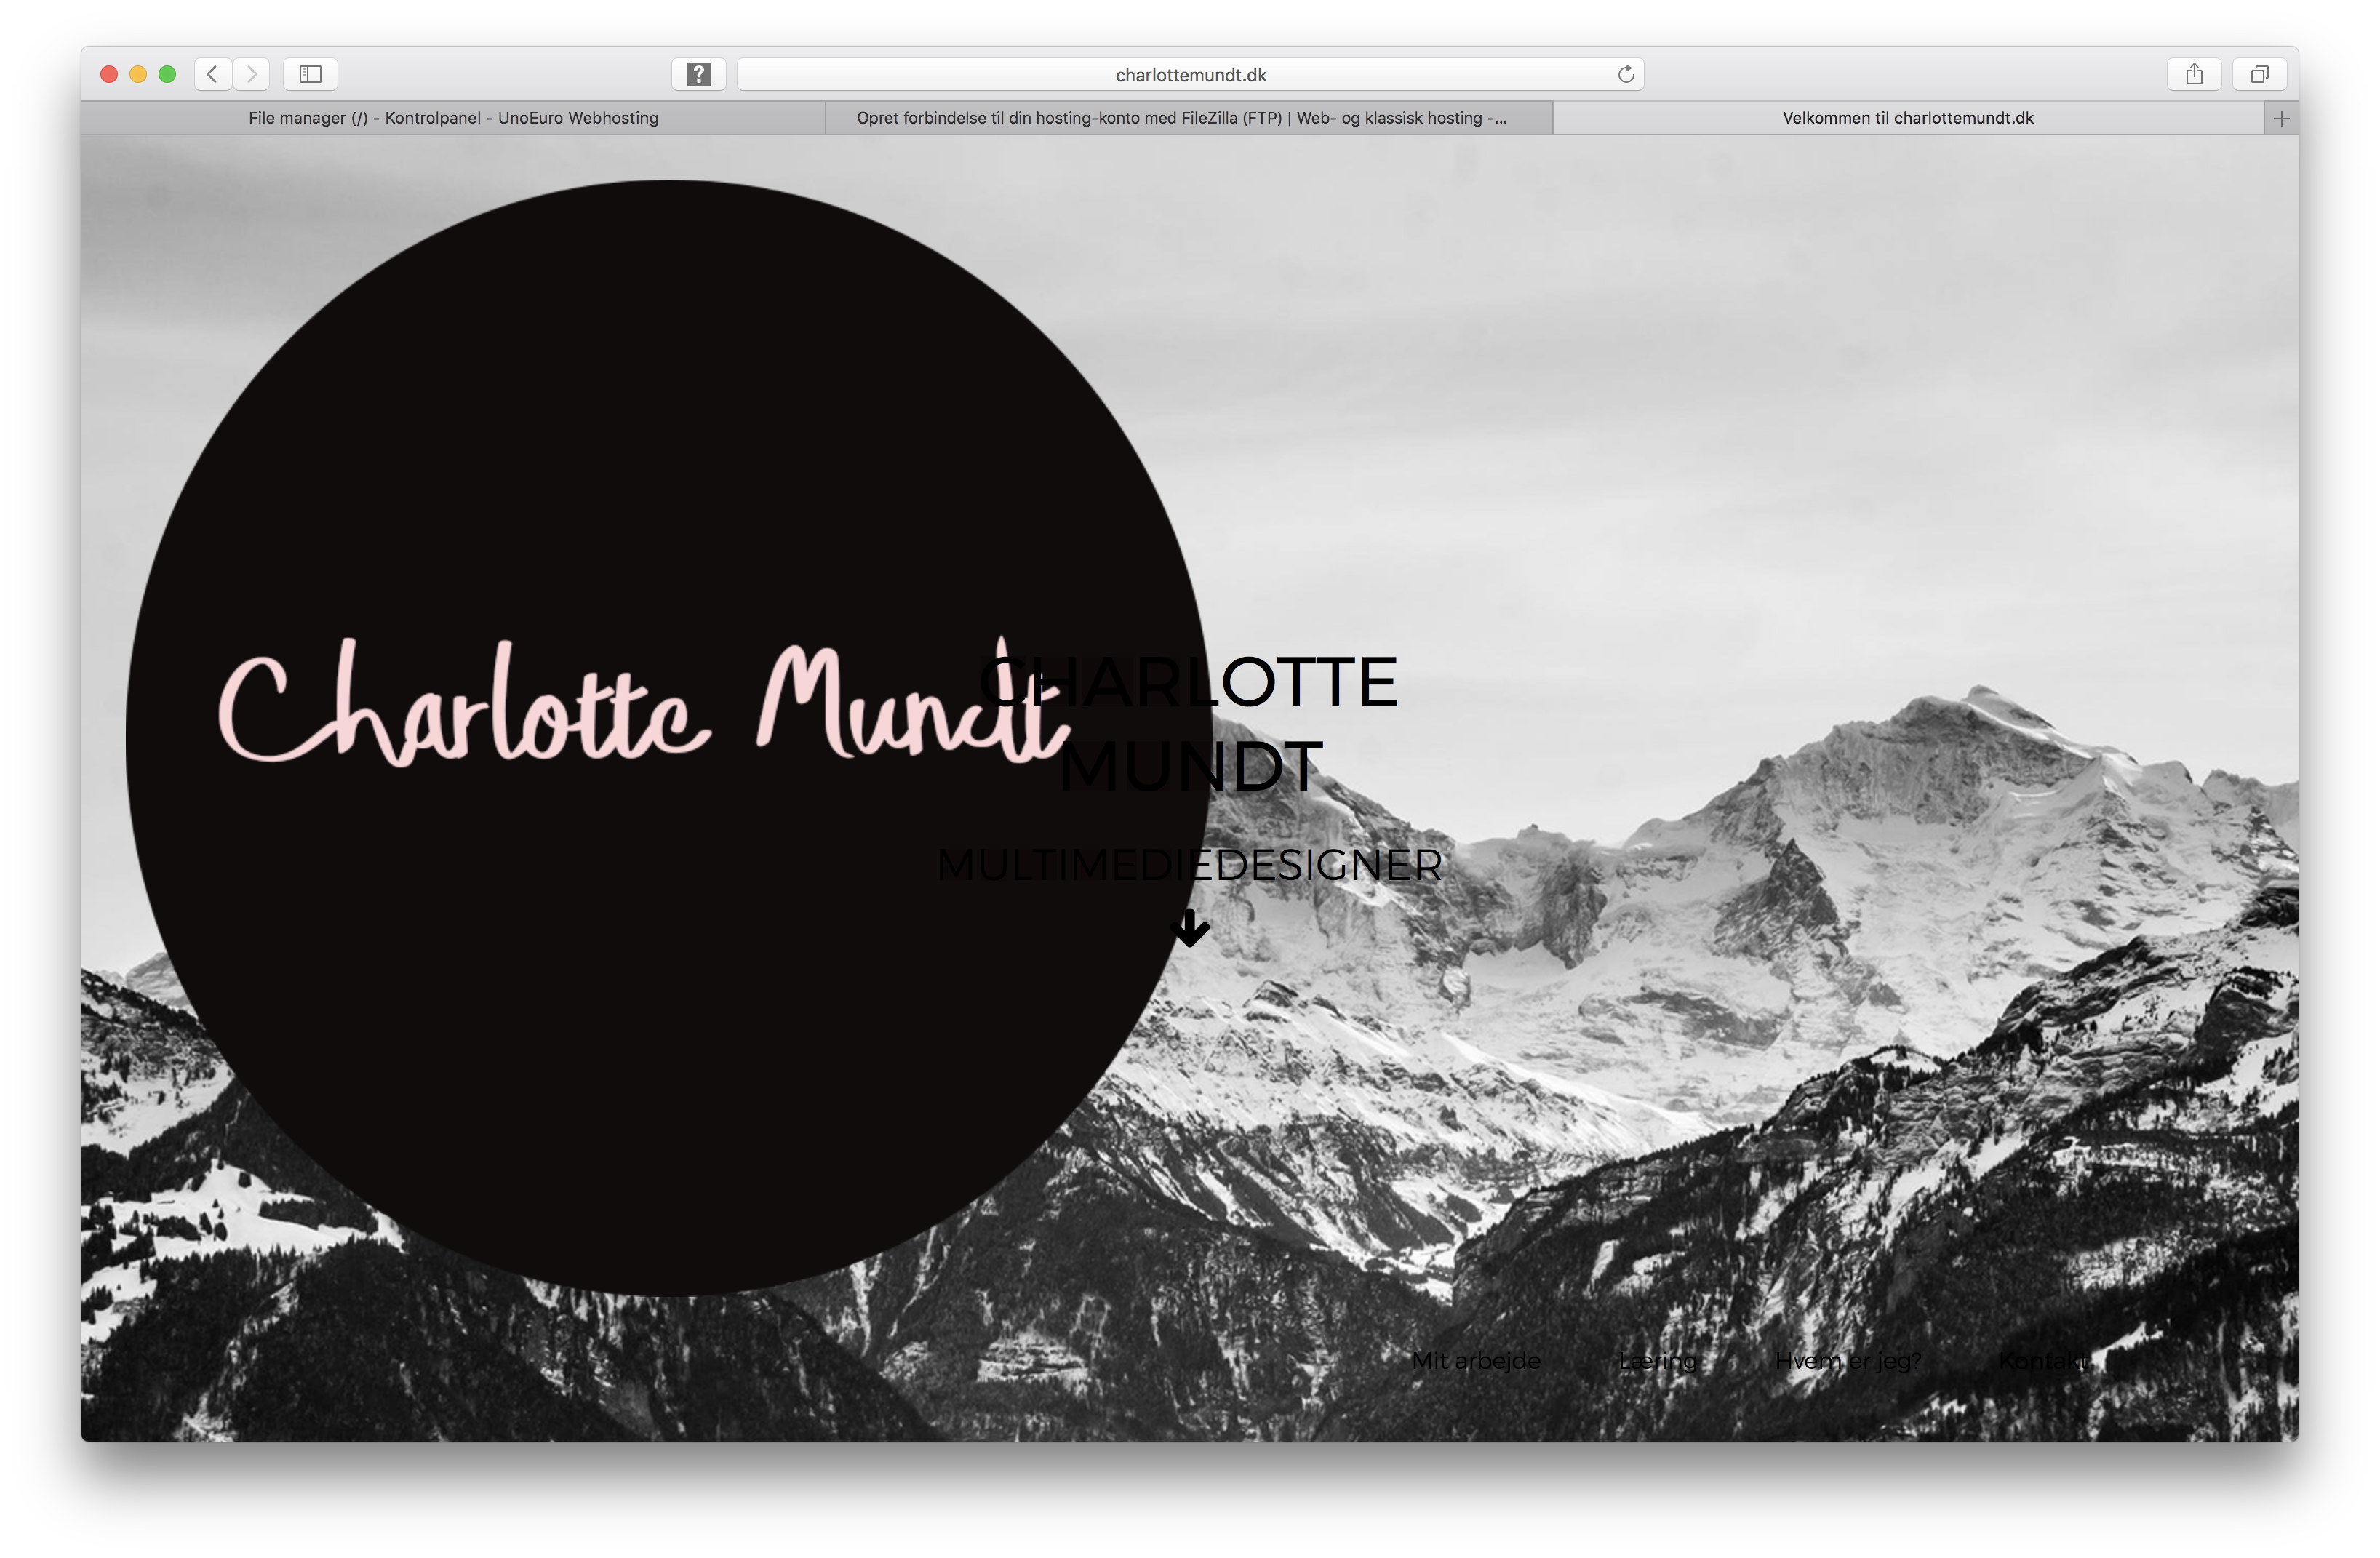 charlottemundt.dk
File manager (/) - Kontrolpanel - UnoEuro Webhosting
Opret forbindelse til din hosting-konto med FileZilla (FTP) | Web- og klassisk hosting -...
Velkommen til charlottemundt.dk
Charlotte Mundt
CHARLOTTE
MUNDT
MULTIMEDIEDESIGNER
Mit arbejde Læring Hvem er jeg? Kontakt